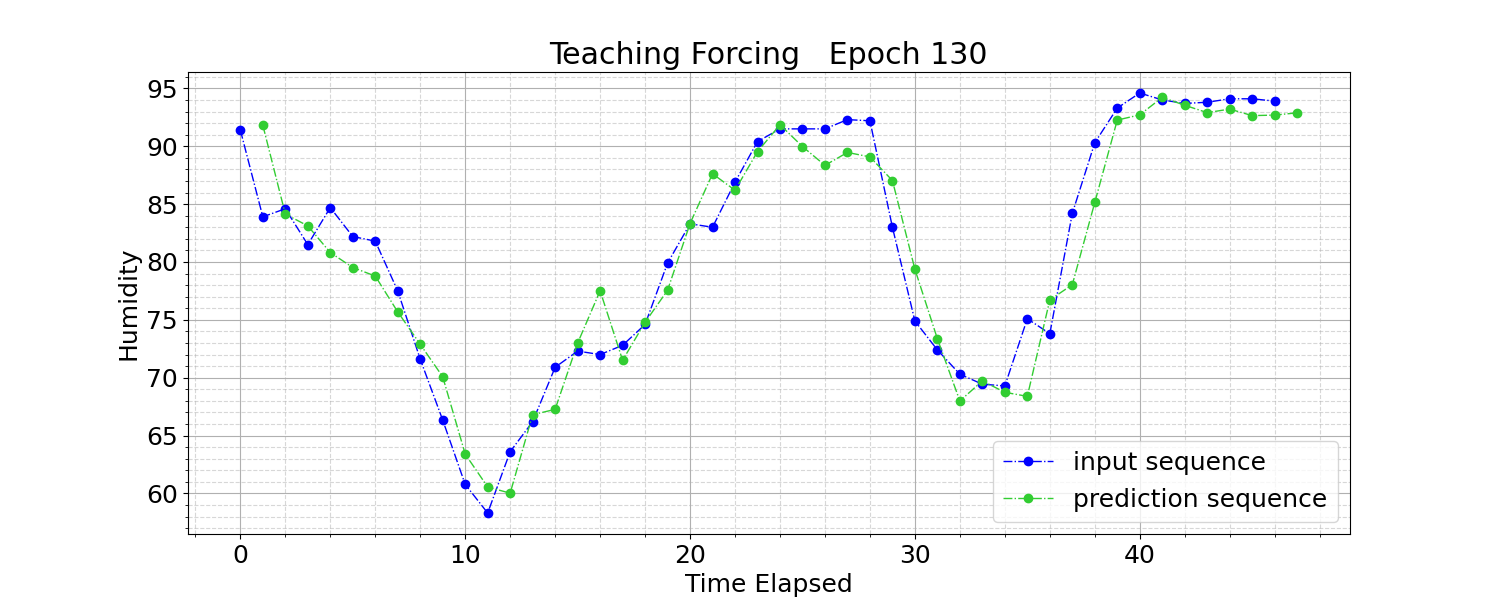 Teaching Forcing   Epoch 130
95
90
85
80
75
70
65
60
Humidity
input sequence
prediction sequence
0 10 20 30 40
Time Elapsed